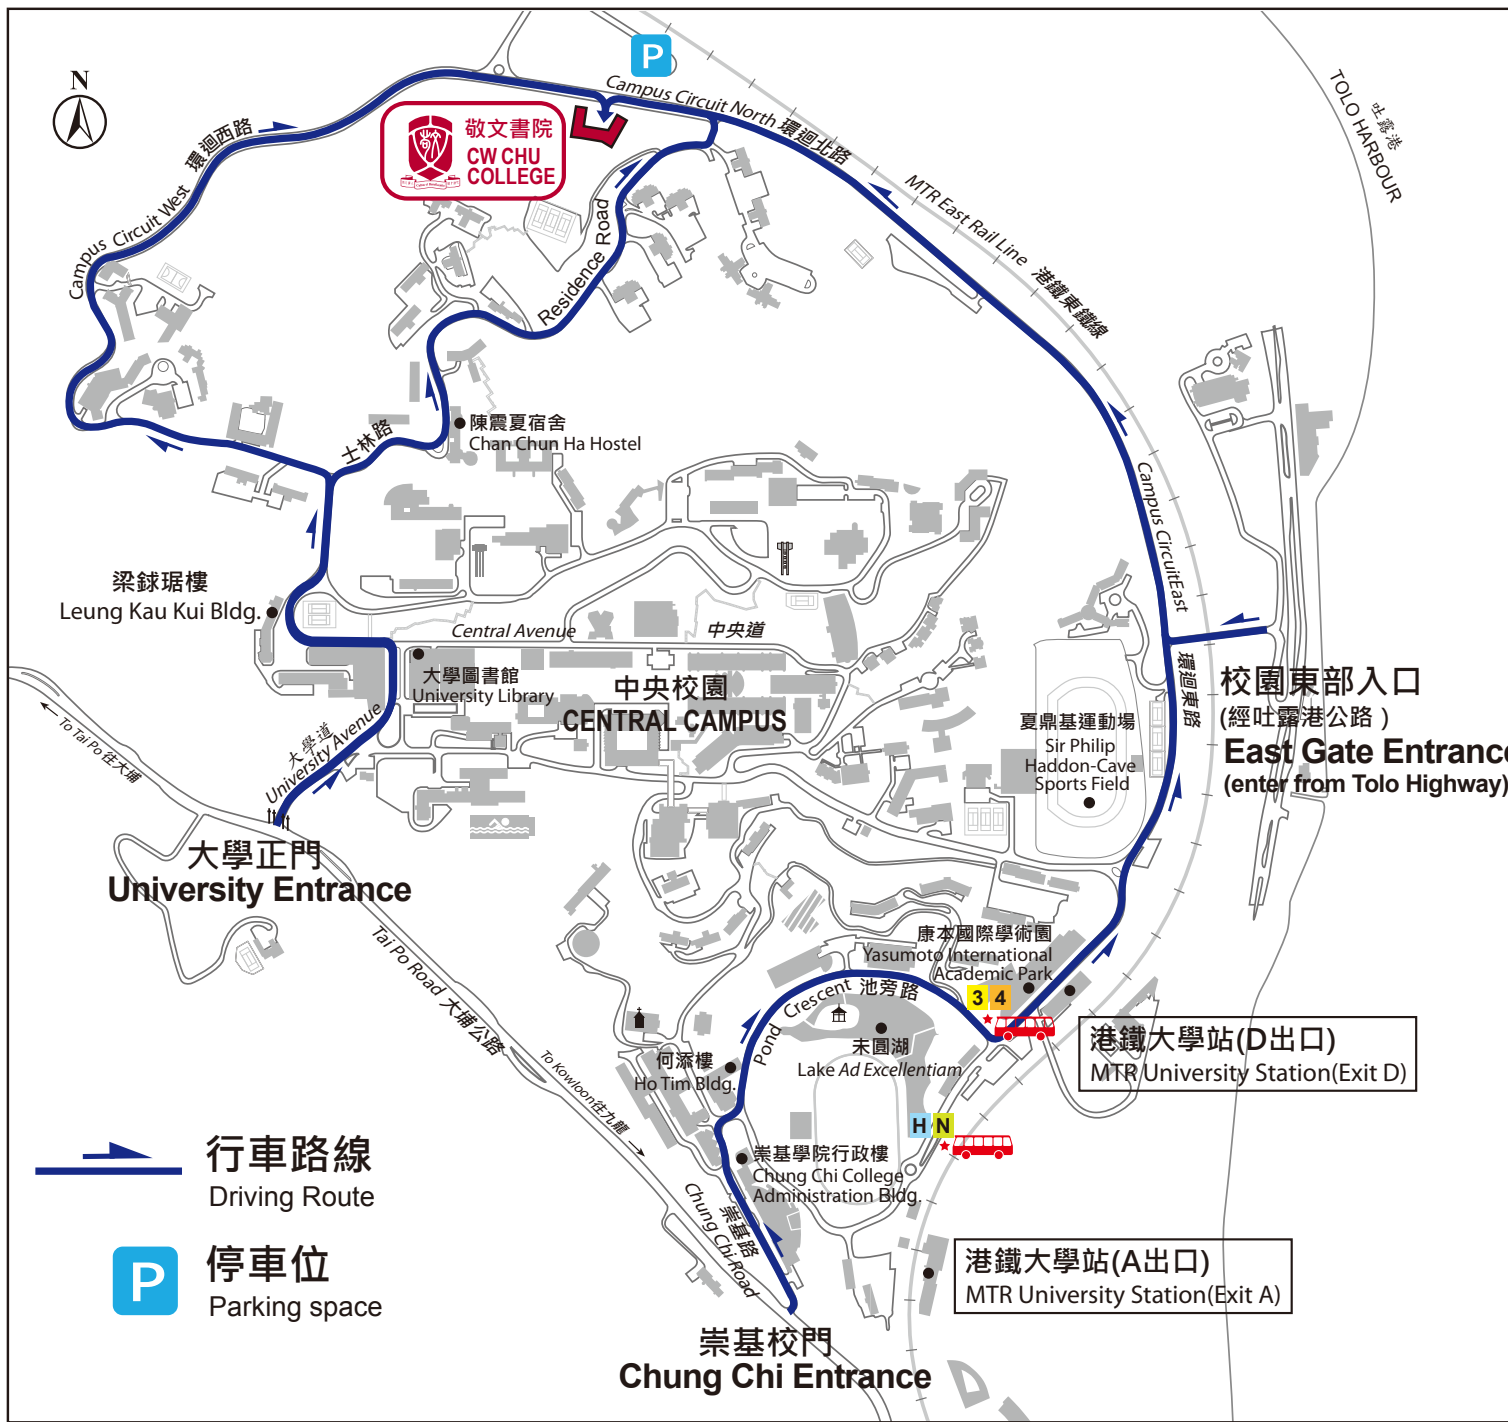 N
P
Campus Circuit North 環迴北路
敬文書院
CW CHU
COLLEGE
Campus Circuit West 環迴西路
Residence Road
MTR East Rail Line 港鐵東鐵線
吐露港
TOLO HARBOUR
士林路
陳震夏宿舍
Chan Chun Ha Hostel
Campus Circuit East
環迴東路
梁銶琚樓
Leung Kau Kui Bldg.
Central Avenue 中央道
大學圖書館
University Library
中央校園
CENTRAL CAMPUS
大學道
University Avenue
To Tai Po 往大埔
夏鼎基運動場
Sir Philip
Haddon-Cave
Sports Field
校園東部入口
(經吐露港公路)
East Gate Entrance
(enter from Tolo Highway)
大學正門
University Entrance
Tai Po Road 大埔公路
To Kowloon往九龍
康本國際學術園
Yasumoto International
Academic Park
3 4
Pond Crescent 池旁路
未圓湖
Lake Ad Excellentiam
何添樓
Ho Tim Bldg.
港鐵大學站(D出口)
MTR University Station(Exit D)
H N
崇基學院行政樓
Chung Chi College
Administration Bldg.
崇基路
Chung Chi Road
港鐵大學站(A出口)
MTR University Station(Exit A)
崇基校門
Chung Chi Entrance
行車路線
Driving Route
P
停車位
Parking space